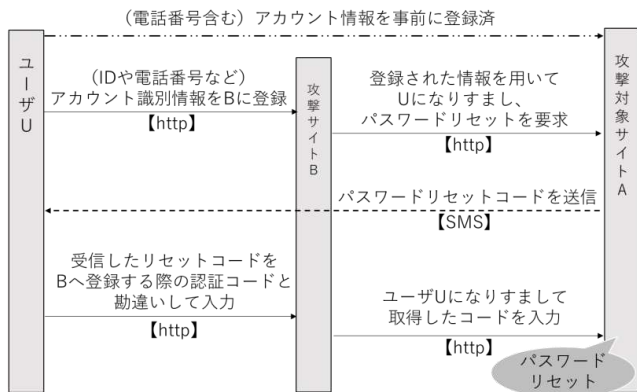 （電話番号含む）アカウント情報を事前に登録済
ユーザU
攻撃サイトB
攻撃対象サイトA
（IDや電話番号など）
アカウント識別情報をBに登録
【http】
登録された情報を用いて
Uになりすまし、
パスワードリセットを要求
【http】
パスワードリセットコードを送信
【SMS】
受信したリセットコードを
Bへ登録する際の認証コードと
勘違いして入力
【http】
ユーザUになりすまして
取得したコードを入力
【http】
パスワード
リセット